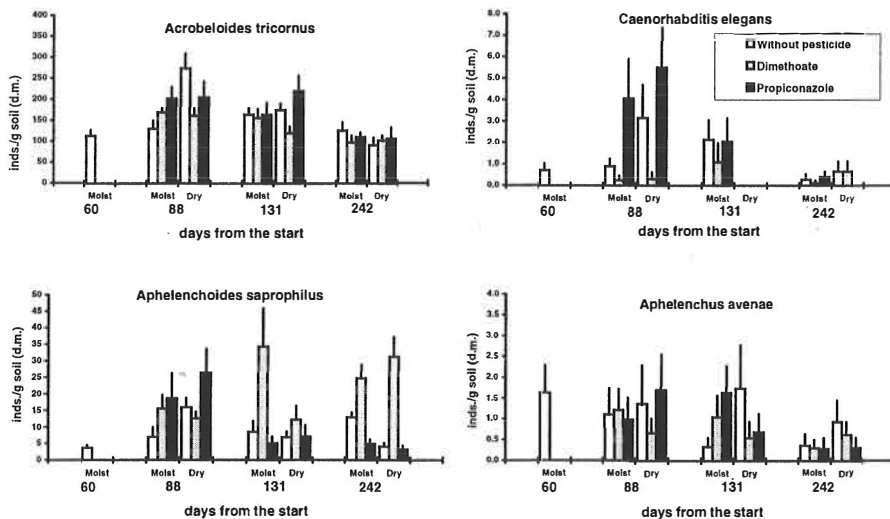 Acrobeloides tricornus
inds./g soil (d.m.)
400
350
300
250
200
150
100
50
0
Moist Moist Dry Moist Dry Moist Dry
60 88 131 242
days from the start
Caenorhabditis elegans
Without pesticide
Dimethoate
Propiconazole
inds./g soil (d.m.)
8.0
7.0
6.0
5.0
4.0
3.0
2.0
1.0
0.0
Moist Moist Dry Moist Dry Moist Dry
60 88 131 242
days from the start
Aphelenchoides saprophilus
inds./g soil (d.m.)
50
45
40
35
30
25
20
15
10
5
0
Moist Moist Dry Moist Dry Moist Dry
60 88 131 242
days from the start
Aphelenchus avenae
inds./g soil (d.m.)
4.0
3.5
3.0
2.5
2.0
1.5
1.0
0.5
0.0
Moist Moist Dry Moist Dry Moist Dry
60 88 131 242
days from the start